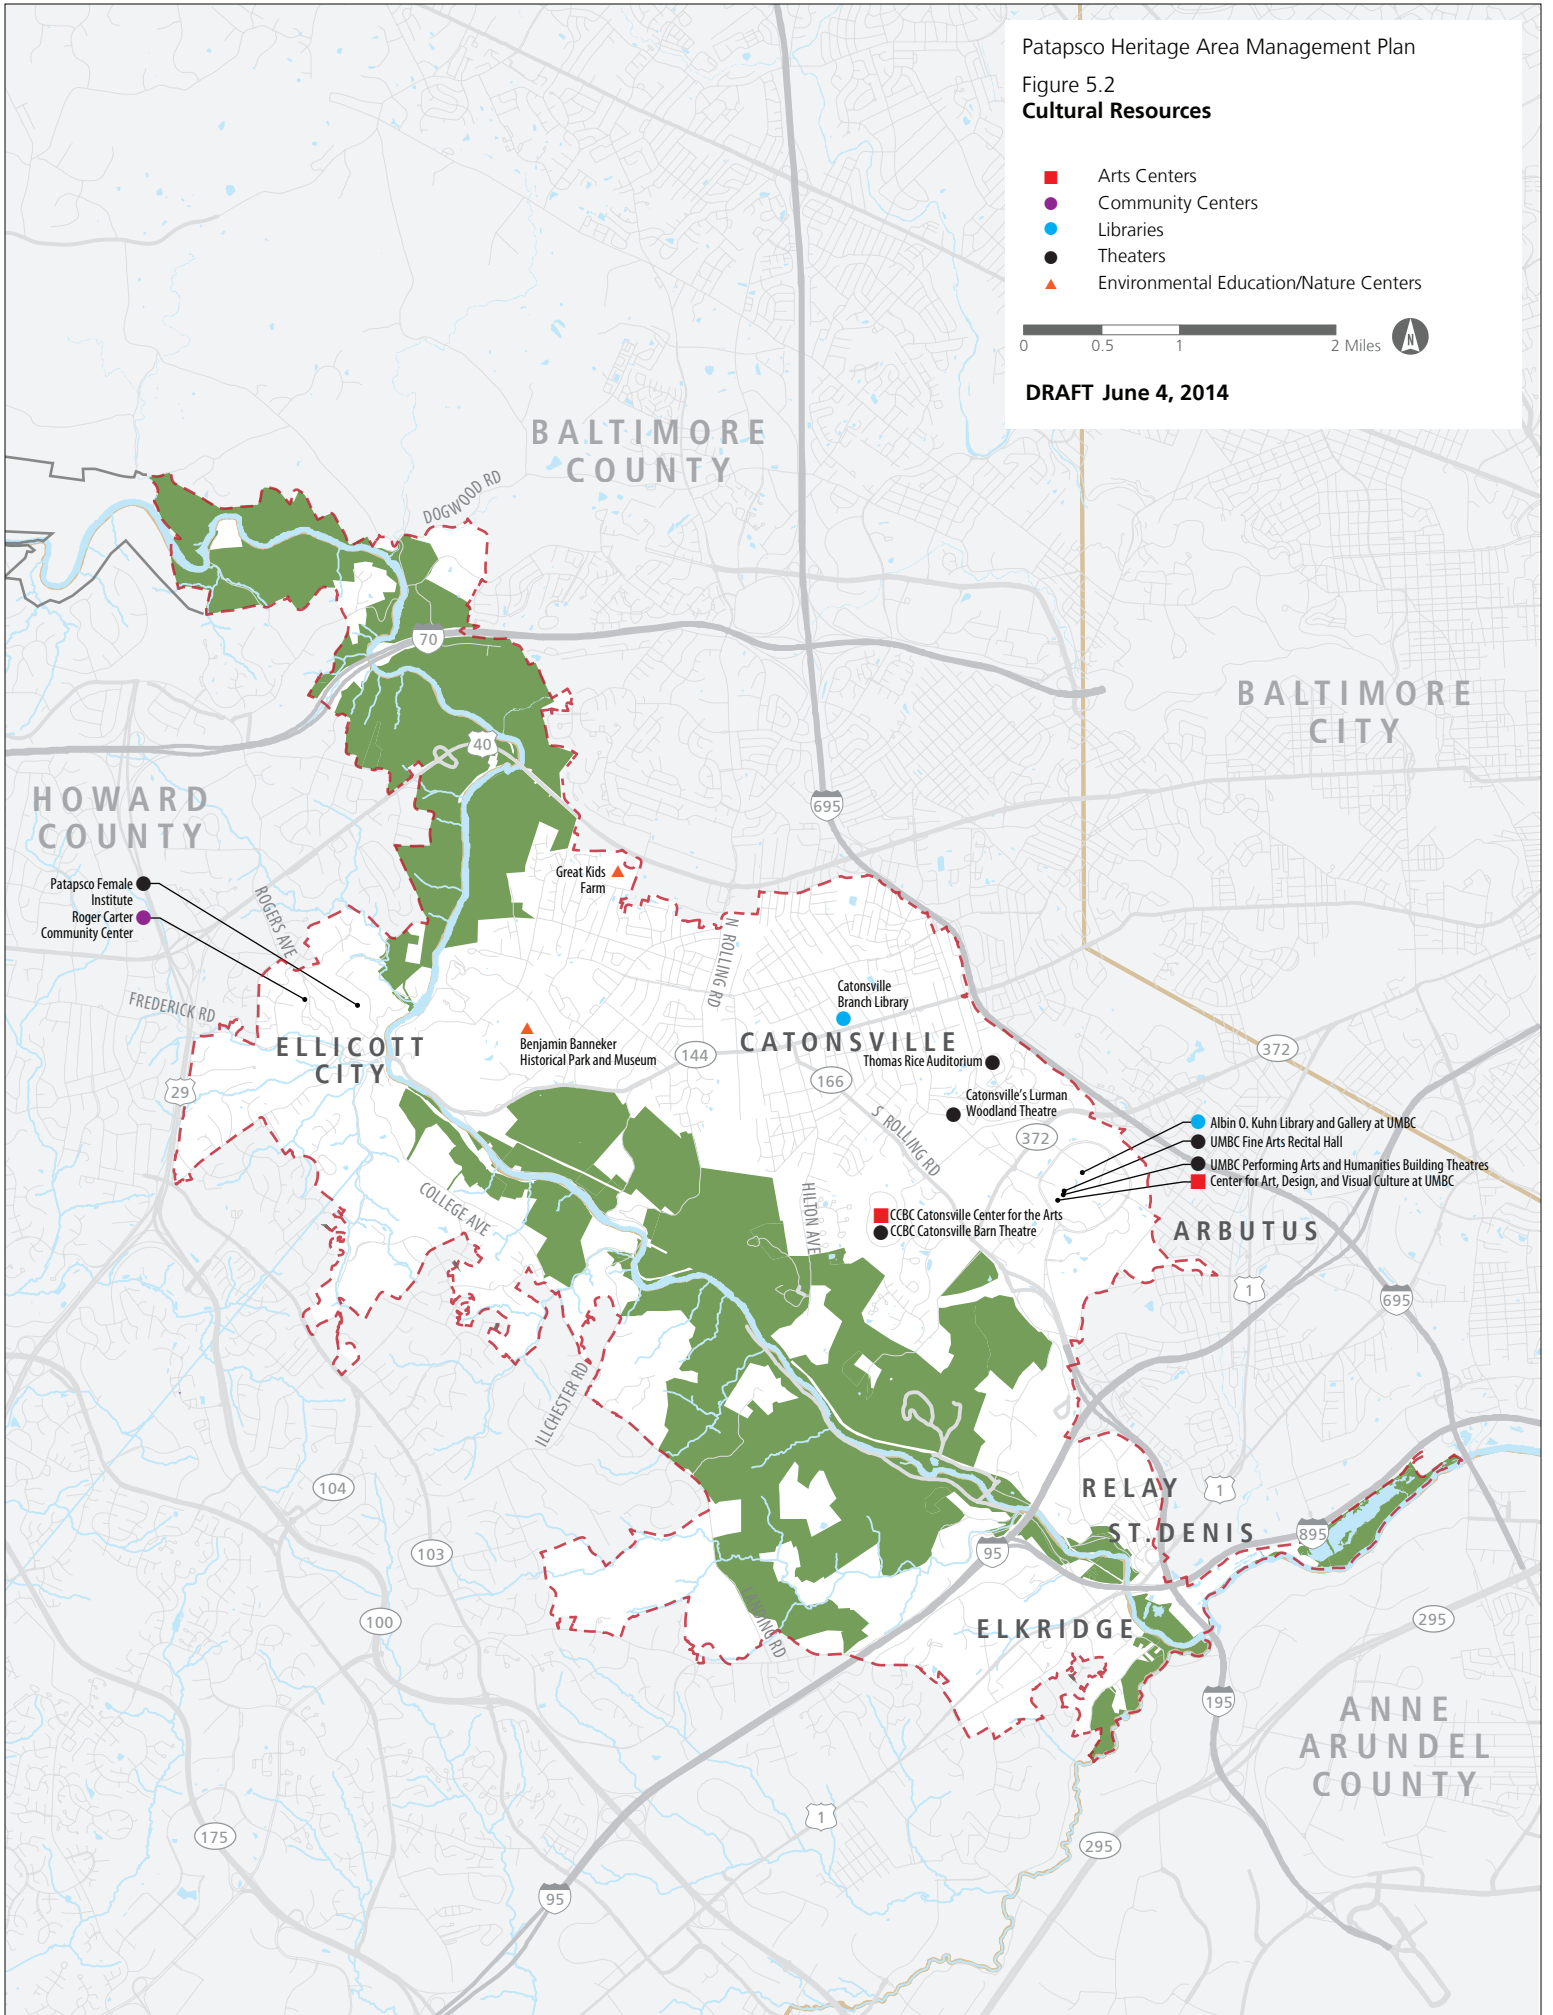 Patapsco Heritage Area Management Plan
Figure 5.2
Cultural Resources
Arts Centers
Community Centers
Libraries
Theaters
Environmental Education/Nature Centers
0 0.5 1 2 Miles
N
DRAFT June 4, 2014
BALTIMORE
COUNTY
DOGWOOD RD
70
BALTIMORE
CITY
40
HOWARD
COUNTY
695
Patapsco Female
Institute
Roger Carter
Community Center
ROGERS AVE
Great Kids
Farm
N ROLLING RD
FREDERICK RD
Catonsville
Branch Library
ELLICOTT
CITY
Benjamin Banneker
Historical Park and Museum
144
CATONSVILLE
Thomas Rice Auditorium
372
29
166
Catonsville's Lurman
Woodland Theatre
S ROLLING RD
372
Albin O. Kuhn Library and Gallery at UMBC
UMBC Fine Arts Recital Hall
UMBC Performing Arts and Humanities Building Theatres
Center for Art, Design, and Visual Culture at UMBC
COLLEGE AVE
HILTON AVE
CCBC Catonsville Center for the Arts
CCBC Catonsville Barn Theatre
ARBUTUS
1
695
ILLCHESTER RD
104
RELAY
1
ST. DENIS
895
103
95
LANDING RD
100
ELKRIDGE
295
195
ANNE
ARUNDEL
COUNTY
1
175
295
95